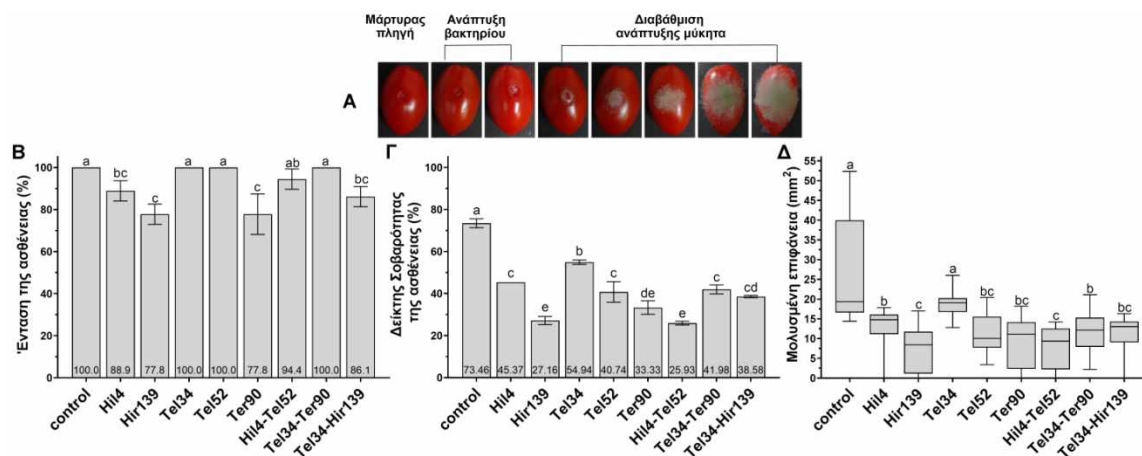 Μάρτυρας
πληγή
Ανάπτυξη
βακτηρίου
Διαβάθμιση
ανάπτυξης μύκητα
Α
Β
Ένταση της ασθένειας (%)
100
80
60
40
20
0
a
bc
c
a
a
c
ab
a
bc
100.0
88.9
77.8
100.0
100.0
77.8
94.4
100.0
86.1
control
Hil4
Hir139
Tel34
Tel52
Ter90
Hil4-Tel52
Tel34-Ter90
Tel34-Hir139
Γ
Δείκτης Σοβαρότητας
της ασθένειας (%)
100
80
60
40
20
0
a
c
e
b
c
de
e
c
cd
73.46
45.37
27.16
54.94
40.74
33.33
25.93
41.98
38.58
control
Hil4
Hir139
Tel34
Tel52
Ter90
Hil4-Tel52
Tel34-Ter90
Tel34-Hir139
Δ
Μολυσμένη επιφάνεια (mm²)
55
50
45
40
35
30
25
20
15
10
5
0
a
b
c
a
bc
bc
c
b
bc
control
Hil4
Hir139
Tel34
Tel52
Ter90
Hil4-Tel52
Tel34-Ter90
Tel34-Hir139